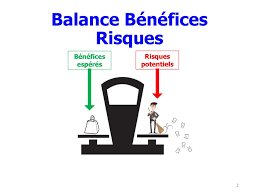 Balance Bénéfices
Risques
Bénéfices
espérés
Risques
potentiels